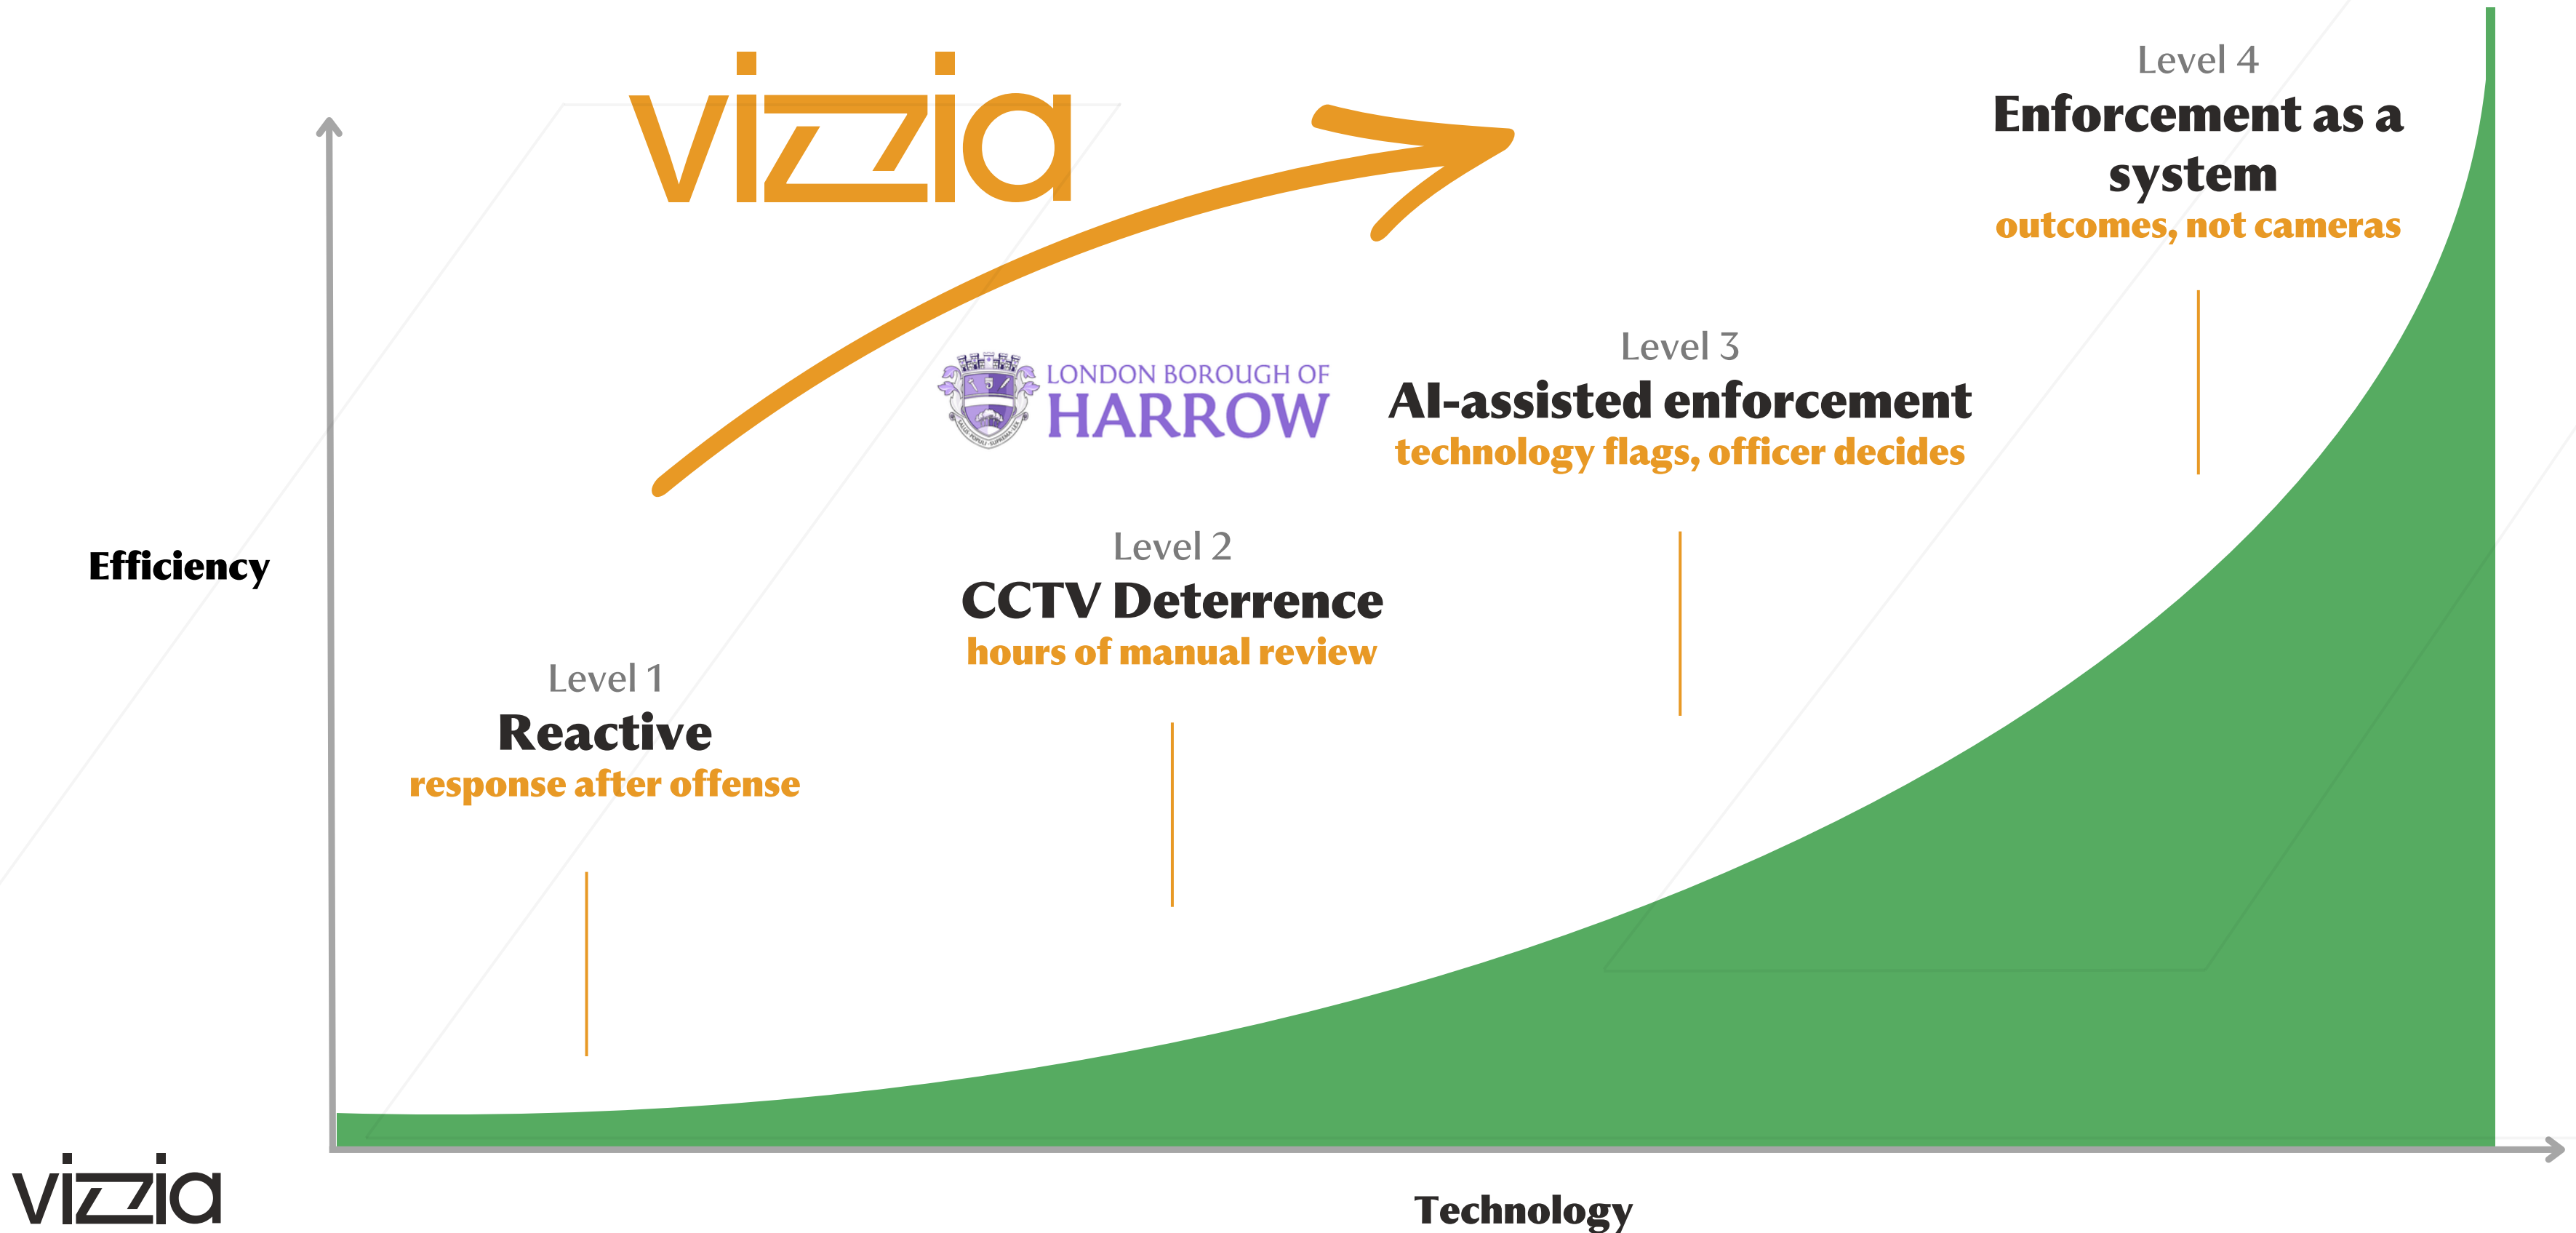 vizzia
Level 4
Enforcement as a
system
outcomes, not cameras
LONDON BOROUGH OF
HARROW
Level 3
AI-assisted enforcement
technology flags, officer decides
Level 2
CCTV Deterrence
hours of manual review
Efficiency
Level 1
Reactive
response after offense
vizzia
Technology